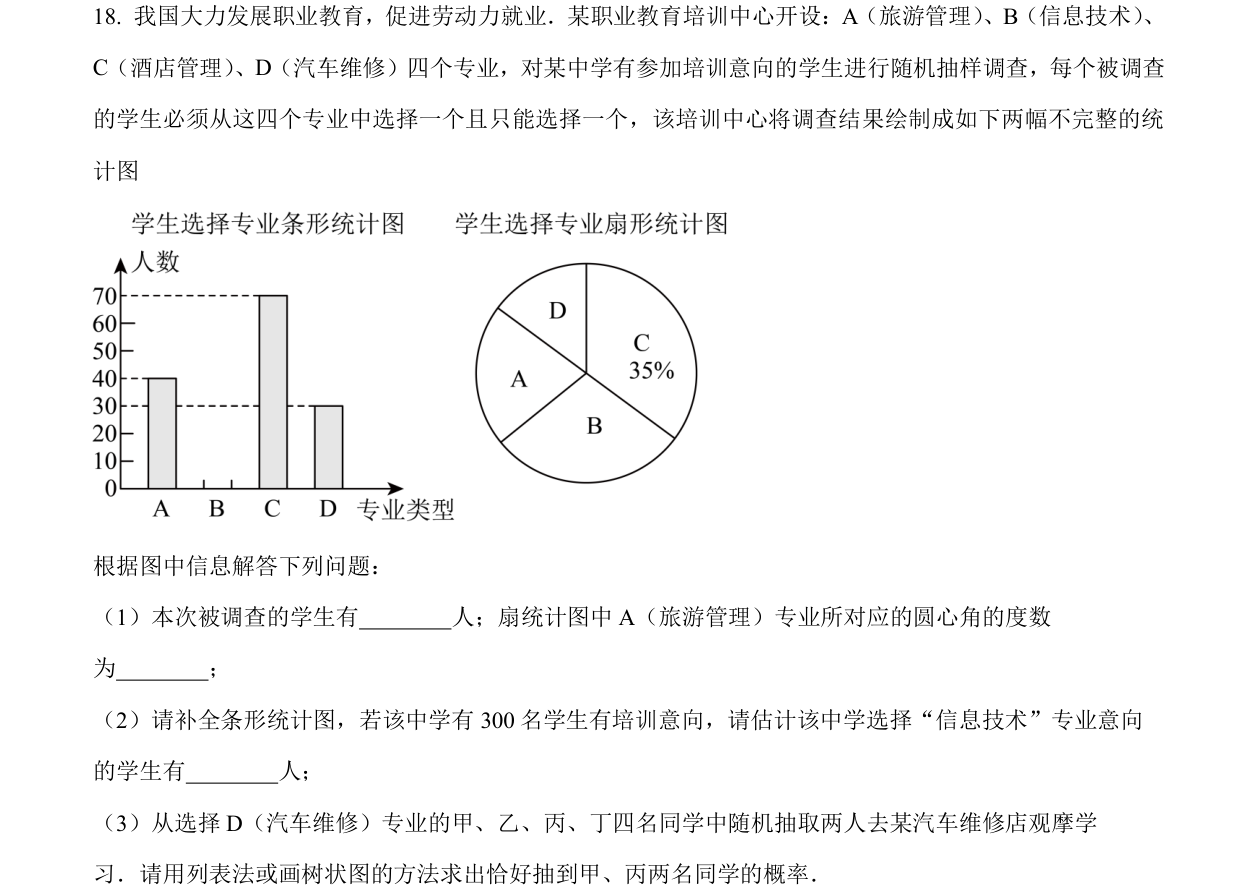 18. 我国大力发展职业教育，促进劳动力就业．某职业教育培训中心开设：A（旅游管理）、B（信息技术）、
C（酒店管理）、D（汽车维修）四个专业，对某中学有参加培训意向的学生进行随机抽样调查，每个被调查
的学生必须从这四个专业中选择一个且只能选择一个，该培训中心将调查结果绘制成如下两幅不完整的统
计图
学生选择专业条形统计图
人数
70
60
50
40
30
20
10
0
A B C D 专业类型
学生选择专业扇形统计图
D
C
35%
A
B
根据图中信息解答下列问题：
（1）本次被调查的学生有________人；扇统计图中 A（旅游管理）专业所对应的圆心角的度数
为________；
（2）请补全条形统计图，若该中学有 300 名学生有培训意向，请估计该中学选择“信息技术”专业意向
的学生有________人；
（3）从选择 D（汽车维修）专业的甲、乙、丙、丁四名同学中随机抽取两人去某汽车维修店观摩学
习．请用列表法或画树状图的方法求出恰好抽到甲、丙两名同学的概率．